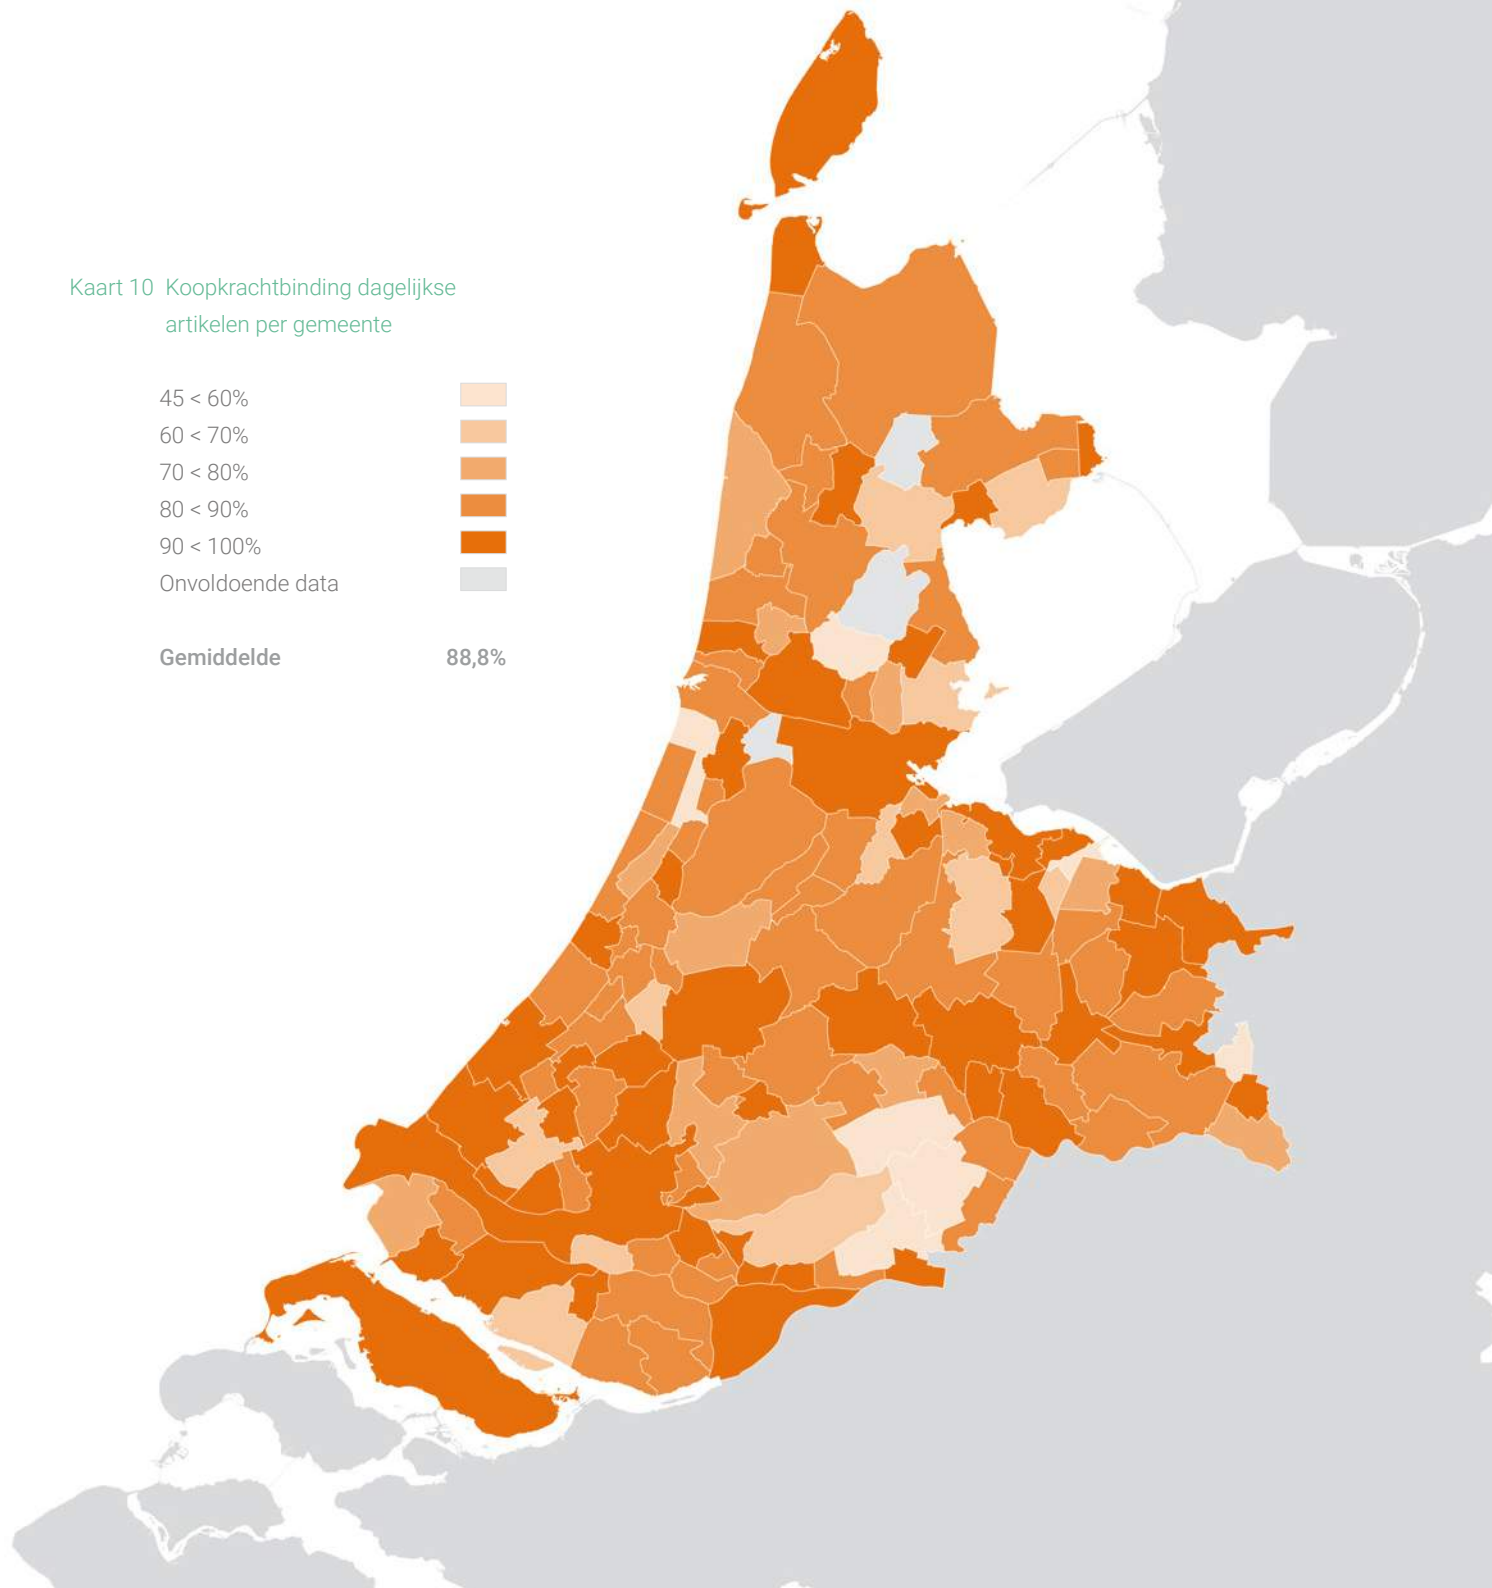 Kaart 10 Koopkrachtbinding dagelijkse
artikelen per gemeente
45 < 60%
60 < 70%
70 < 80%
80 < 90%
90 < 100%
Onvoldoende data
Gemiddelde 88,8%